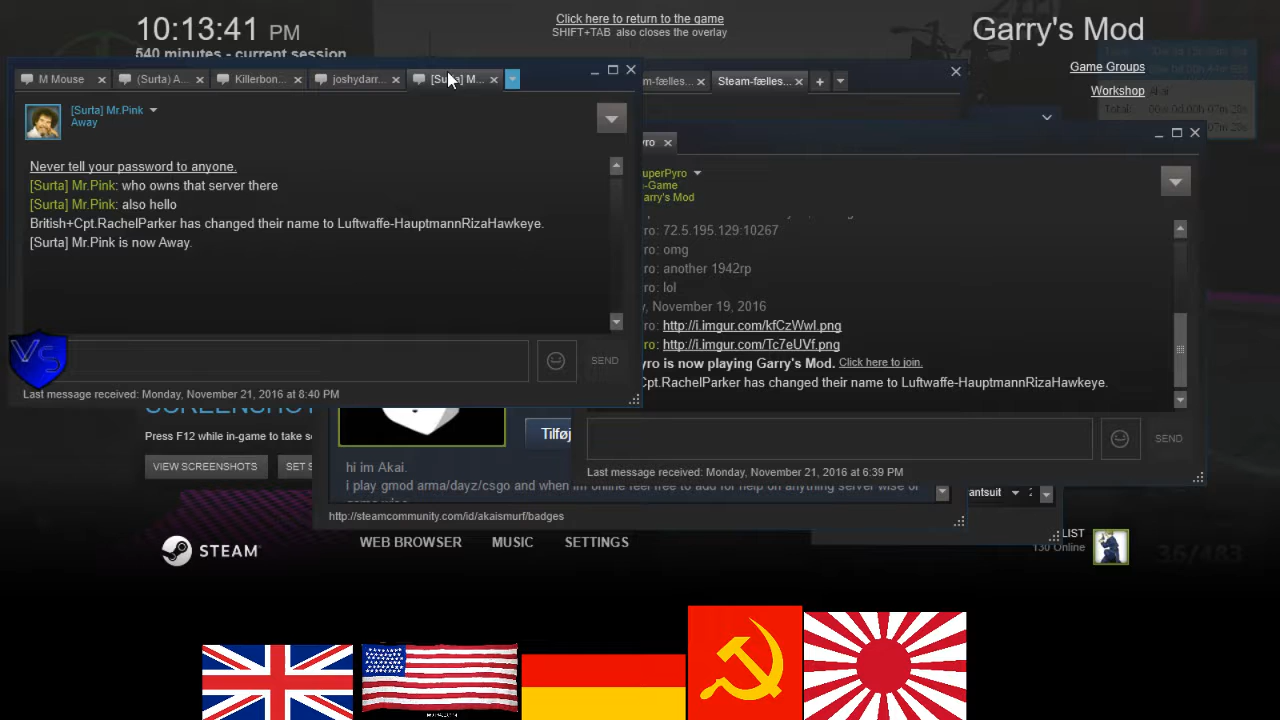 10:13:41 PM
540 minutes - current session
Click here to return to the game
SHIFT+TAB also closes the overlay
Garry's Mod
Game Groups
Workshop
M Mouse
(Surta) A...
Killerbon...
joshydarr...
[Surta] M...
m-fælles...
Steam-fælles...
[Surta] Mr.Pink
Away
Never tell your password to anyone.
[Surta] Mr.Pink: who owns that server there
[Surta] Mr.Pink: also hello
British+Cpt.RachelParker has changed their name to Luftwaffe-HauptmannRizaHawkeye.
[Surta] Mr.Pink is now Away.
VS
SEND
Last message received: Monday, November 21, 2016 at 8:40 PM
yro
uperPyro
-Game
arry's Mod
ro: 72.5.195.129:10267
ro: omg
ro: another 1942rp
ro: lol
y, November 19, 2016
ro: http://i.imgur.com/kfCzWwI.png
ro: http://i.imgur.com/Tc7eUVf.png
yro is now playing Garry's Mod. Click here to join.
Cpt.RachelParker has changed their name to Luftwaffe-HauptmannRizaHawkeye.
SEND
Last message received: Monday, November 21, 2016 at 6:39 PM
SCREENSHOT
Press F12 while in-game to take s
VIEW SCREENSHOTS
SET S
Tilføj
hi im Akai.
i play gmod arma/dayz/csgo and when im online feel free to add for help on anything server wise or
http://steamcommunity.com/id/akaismurf/badges
antsuit
STEAM
WEB BROWSER
MUSIC
SETTINGS
LIST
130 Online
36/483